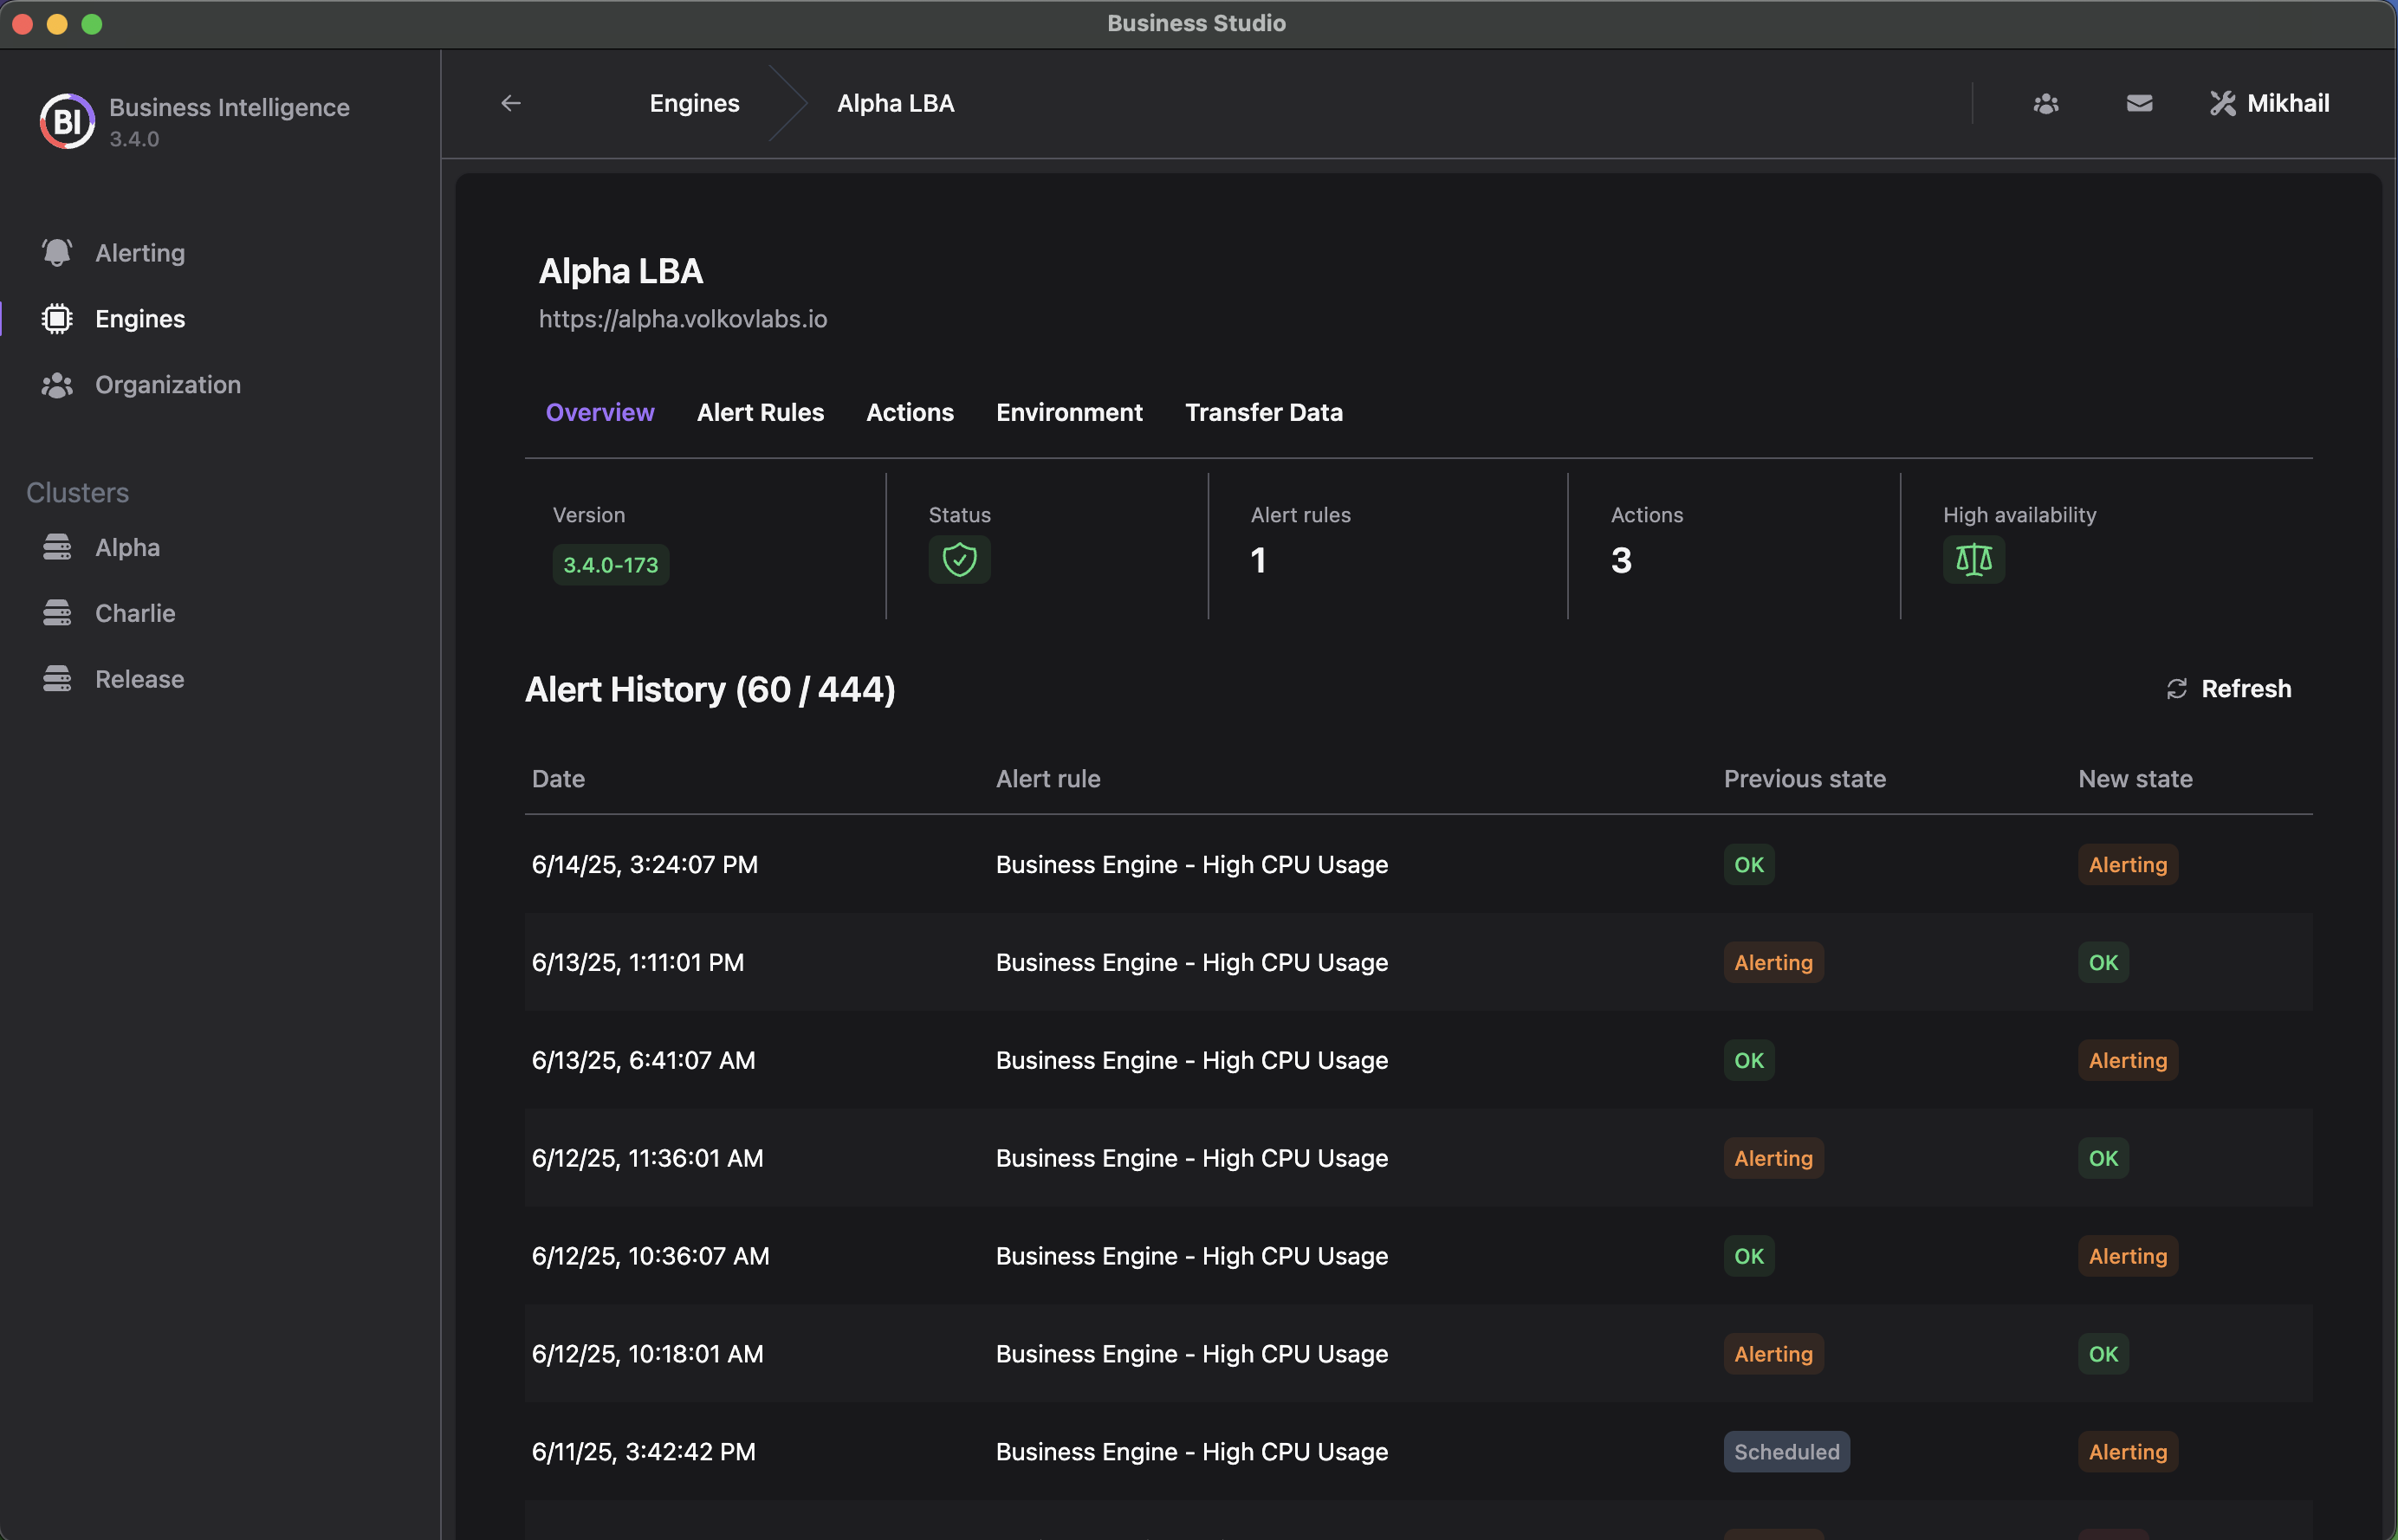 Business Studio
BI
Business Intelligence
3.4.0
Alerting
Engines
Organization
Clusters
Alpha
Charlie
Release
Engines
Alpha LBA
Mikhail
Alpha LBA
https://alpha.volkovlabs.io
Overview Alert Rules Actions Environment Transfer Data
Version Status Alert rules Actions High availability
3.4.0-173 1 3
Alert History (60 / 444) Refresh
Date Alert rule Previous state New state
6/14/25, 3:24:07 PM Business Engine - High CPU Usage OK Alerting
6/13/25, 1:11:01 PM Business Engine - High CPU Usage Alerting OK
6/13/25, 6:41:07 AM Business Engine - High CPU Usage OK Alerting
6/12/25, 11:36:01 AM Business Engine - High CPU Usage Alerting OK
6/12/25, 10:36:07 AM Business Engine - High CPU Usage OK Alerting
6/12/25, 10:18:01 AM Business Engine - High CPU Usage Alerting OK
6/11/25, 3:42:42 PM Business Engine - High CPU Usage Scheduled Alerting